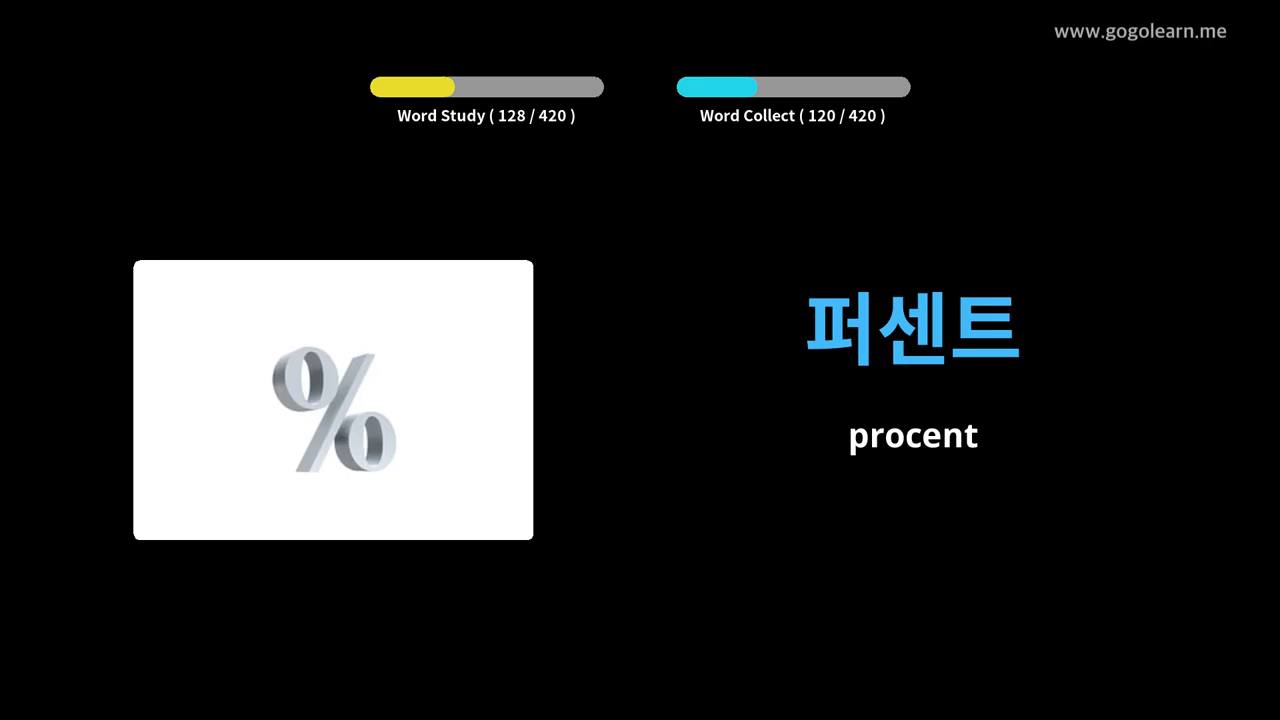 www.gogolearn.me
Word Study ( 128 / 420 )
Word Collect ( 120 / 420 )
%
퍼센트
procent